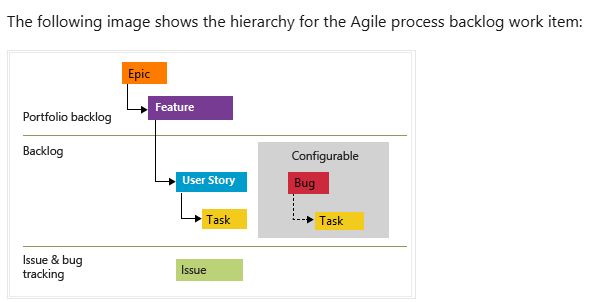 The following image shows the hierarchy for the Agile process backlog work item:
Epic
Feature
Portfolio backlog
Backlog
Configurable
User Story
Bug
Task
Task
Issue & bug
tracking
Issue